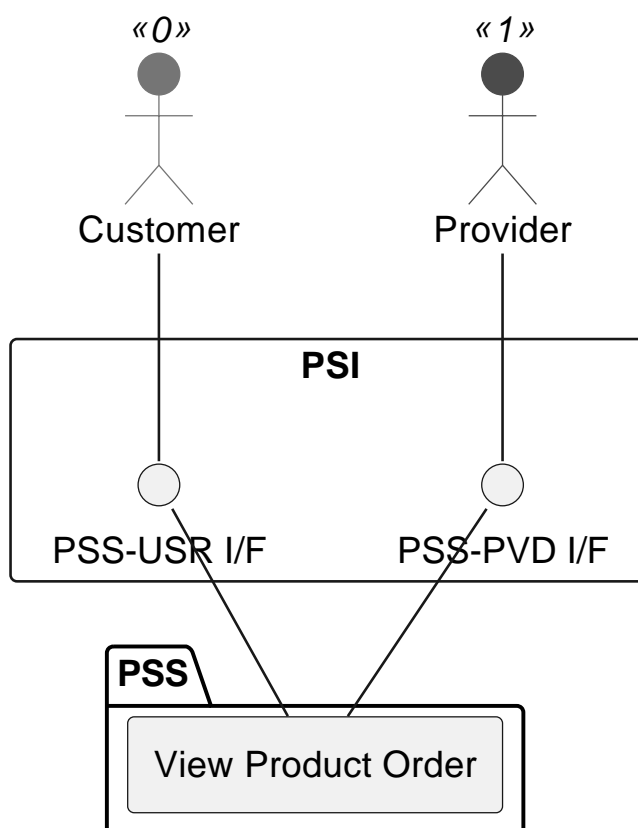 «0» «1»
Customer Provider
PSI
PSS-USR I/F PSS-PVD I/F
PSS
View Product Order